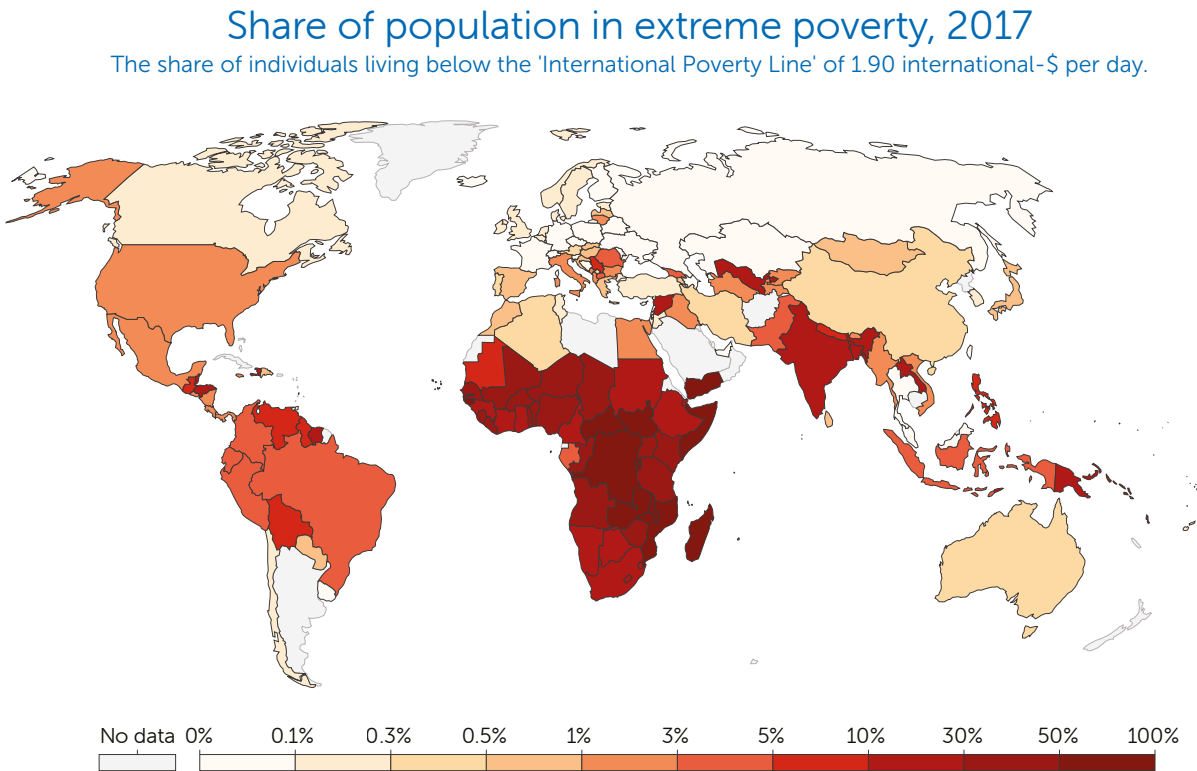 Share of population in extreme poverty, 2017
The share of individuals living below the 'International Poverty Line' of 1.90 international-$ per day.
No data 0% 0.1% 0.3% 0.5% 1% 3% 5% 10% 30% 50% 100%